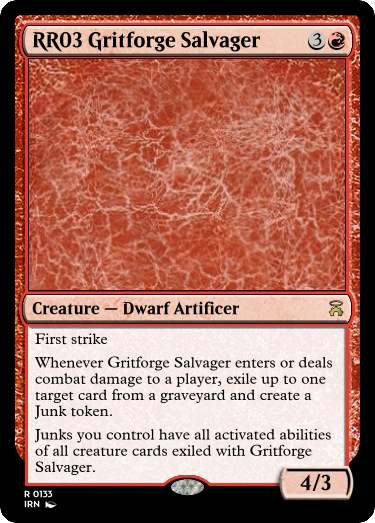 RR03 Gritforge Salvager 3
Creature — Dwarf Artificer
First strike
Whenever Gritforge Salvager enters or deals
combat damage to a player, exile up to one
target card from a graveyard and create a
Junk token.
Junks you control have all activated abilities
of all creature cards exiled with Gritforge
Salvager.
4/3
R 0133
IRN